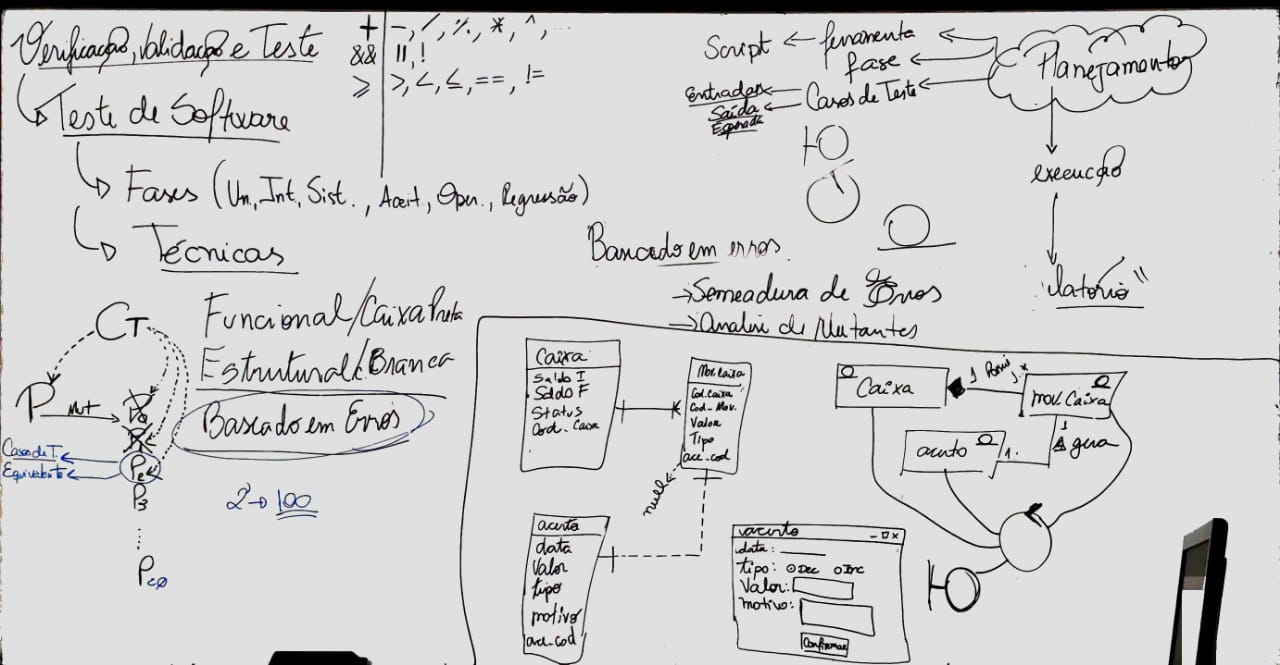 Verificação, Validação e Teste
Teste de Software
Fases (Un, Int, Sist., Aceit., Oper., Regressão)
Técnicas
+ | -, /, %, *, ^, ...
&& | ||, !
≥ | >, <, ≤, ==, !=
Script ← ferramenta
fase
Planejamento
Casos de Teste
Entradas
Saída
Esperada
execução
latório"
Baseado em erros
→ Semeadura de Erros
→ Analise de Mutantes
CT
Funcional/Caixa Preta
Estrutural/Branca
Baseado em Erros
P
Mut
Casos de T.
Equivalente
P3
2 → 100
Caixa
Saldo I
Saldo F
Status
Cod. Caixa
Mov. Caixa
Cod. Caixa
Cod-Mov.
Valor
Tipo
ace-cod
null
acerto
data
Valor
tipo
motivo
ace-cod
Caixa
1 Possui 1.*
mov. Caixa
acerto
1.
1
gera
acerto
- □ x
data:
tipo: ⊙ Dec ○ Inc
Valor:
motivo:
Confirmar